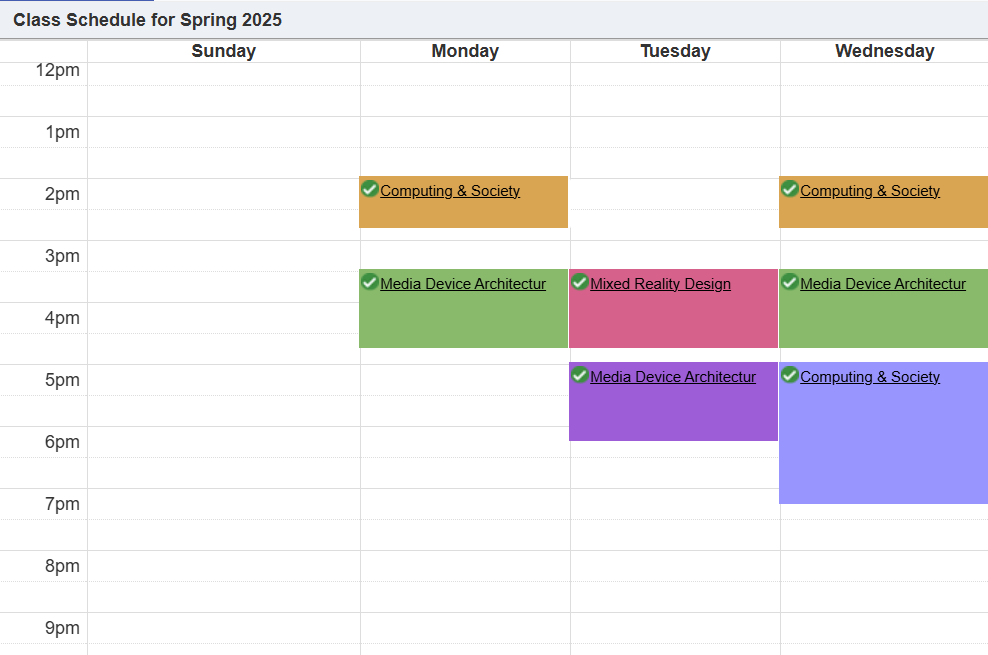 Class Schedule for Spring 2025
Sunday Monday Tuesday Wednesday
12pm
1pm
2pm Computing & Society Computing & Society
3pm
Media Device Architectur Mixed Reality Design Media Device Architectur
4pm
5pm Media Device Architectur Computing & Society
6pm
7pm
8pm
9pm